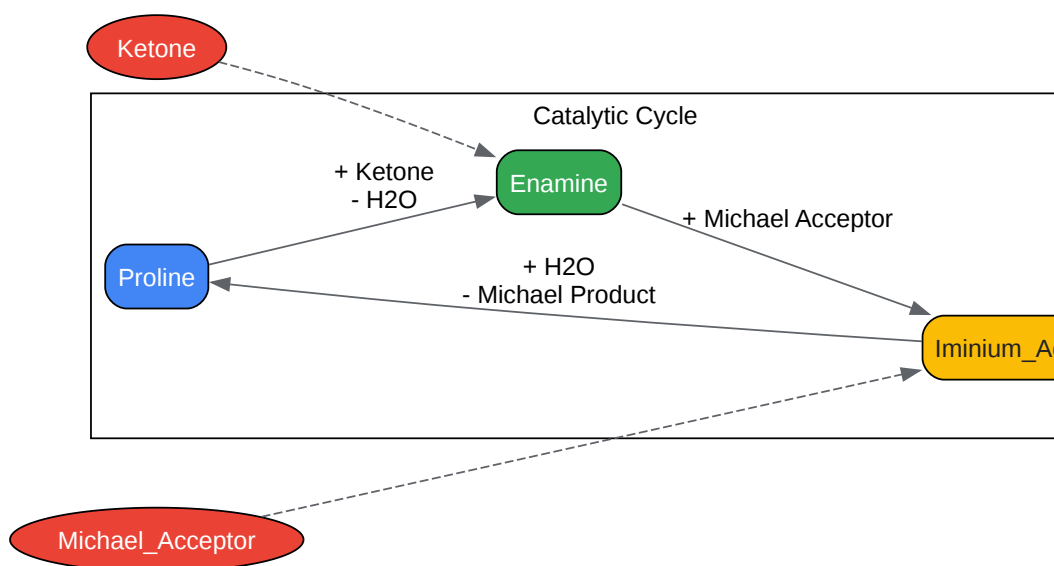 Ketone
Catalytic Cycle
+ Ketone
- H2O
Enamine
+ Michael Acceptor
Proline
+ H2O
- Michael Product
Michael_Acceptor